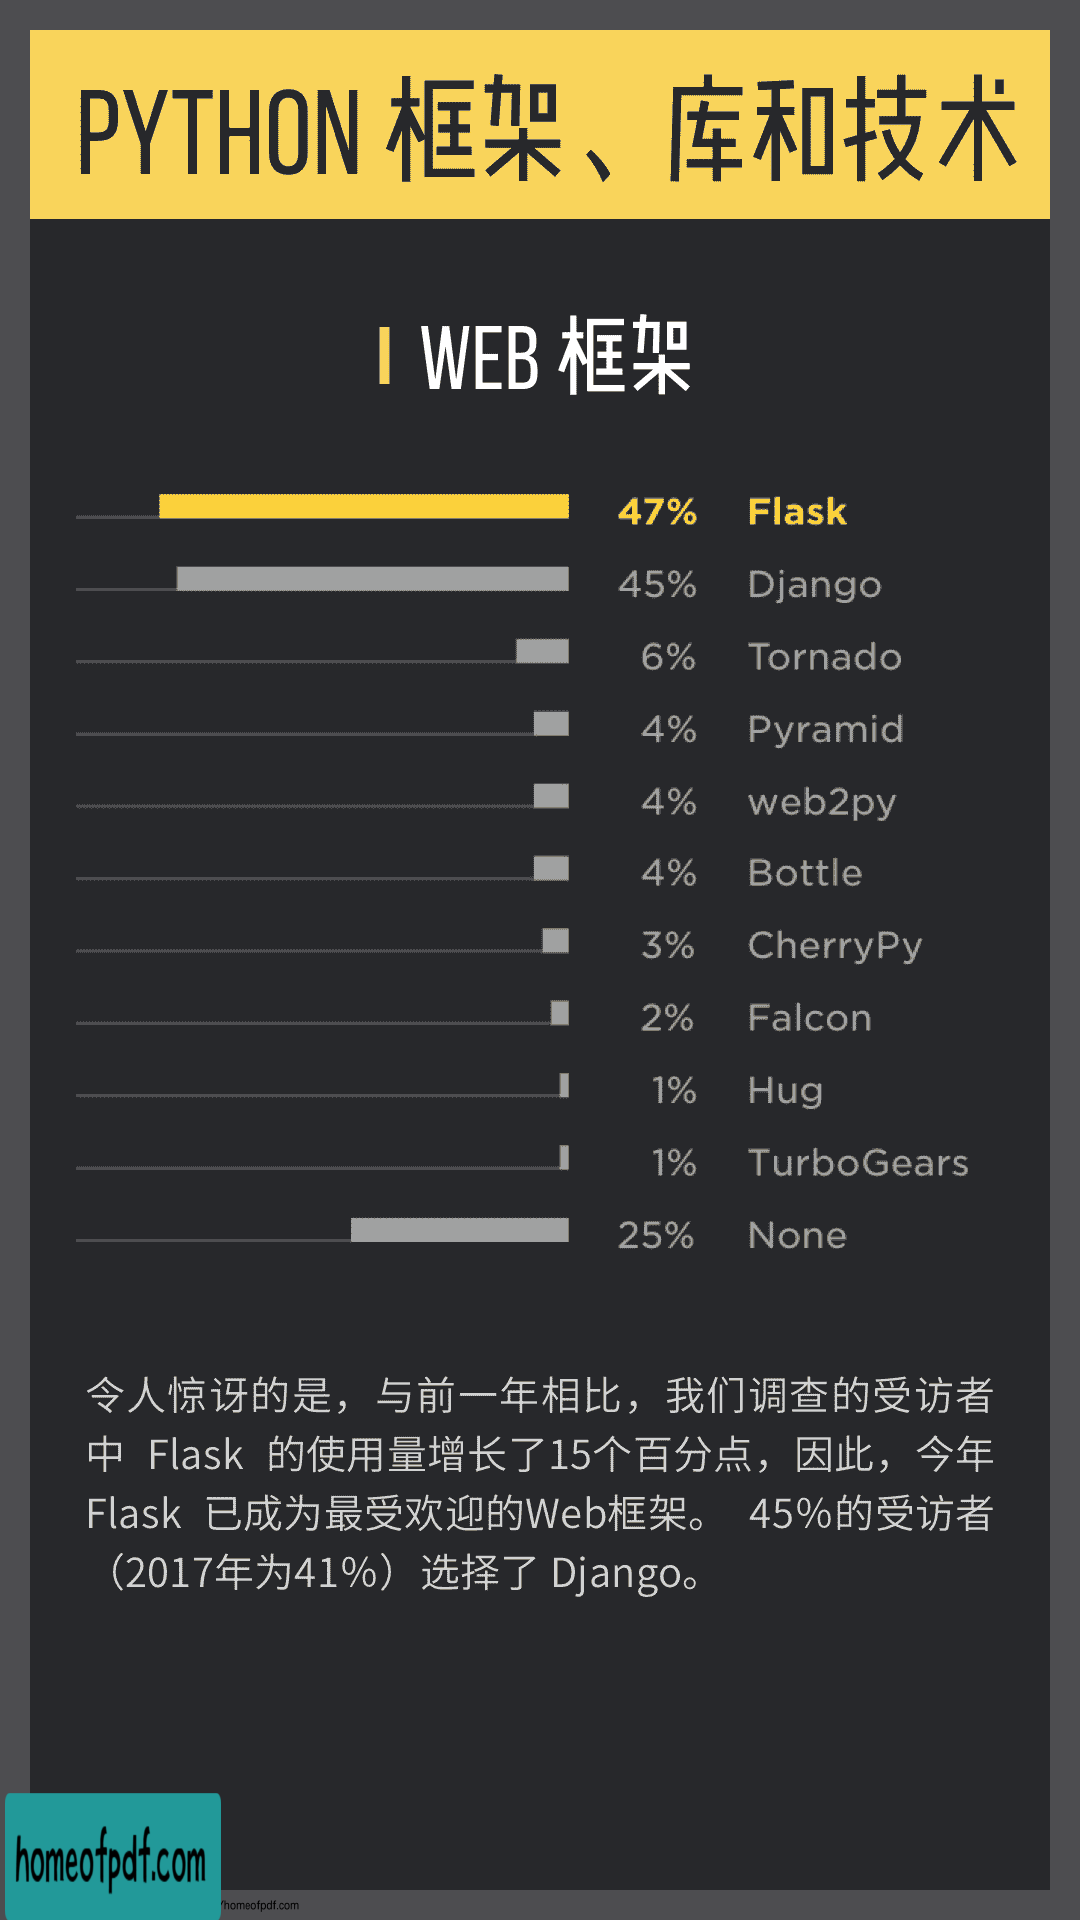 PYTHON 框架、库和技术
WEB 框架
47% Flask
45% Django
6% Tornado
4% Pyramid
4% web2py
4% Bottle
3% CherryPy
2% Falcon
1% Hug
1% TurboGears
25% None
令人惊讶的是，与前一年相比，我们调查的受访者
中 Flask 的使用量增长了15个百分点，因此，今年
Flask 已成为最受欢迎的Web框架。 45%的受访者
（2017年为41%）选择了 Django。
homeofpdf.com
/homeofpdf.com